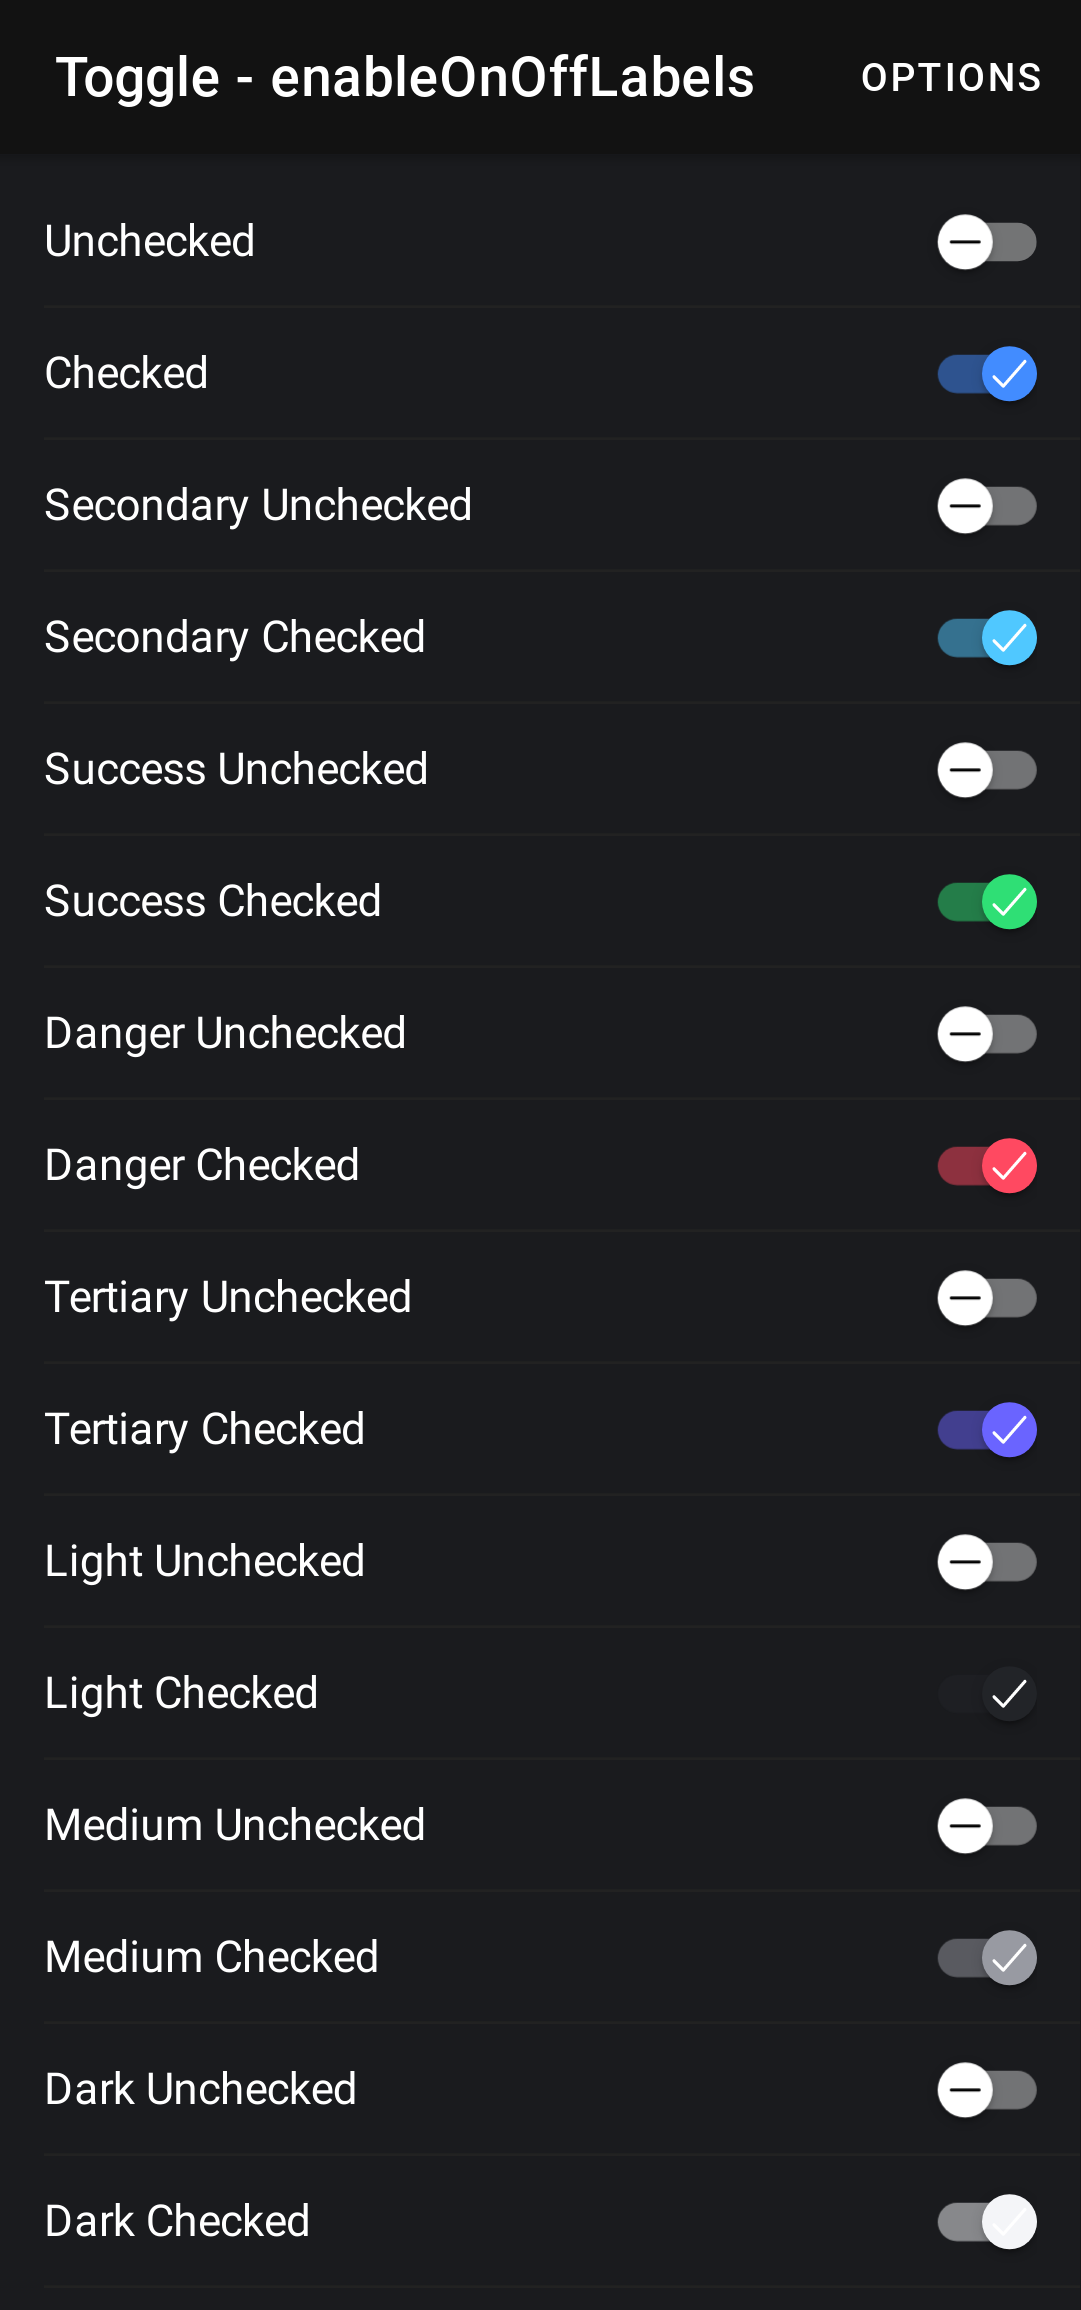 Toggle - enableOnOffLabels OPTIONS
Unchecked
Checked
Secondary Unchecked
Secondary Checked
Success Unchecked
Success Checked
Danger Unchecked
Danger Checked
Tertiary Unchecked
Tertiary Checked
Light Unchecked
Light Checked
Medium Unchecked
Medium Checked
Dark Unchecked
Dark Checked